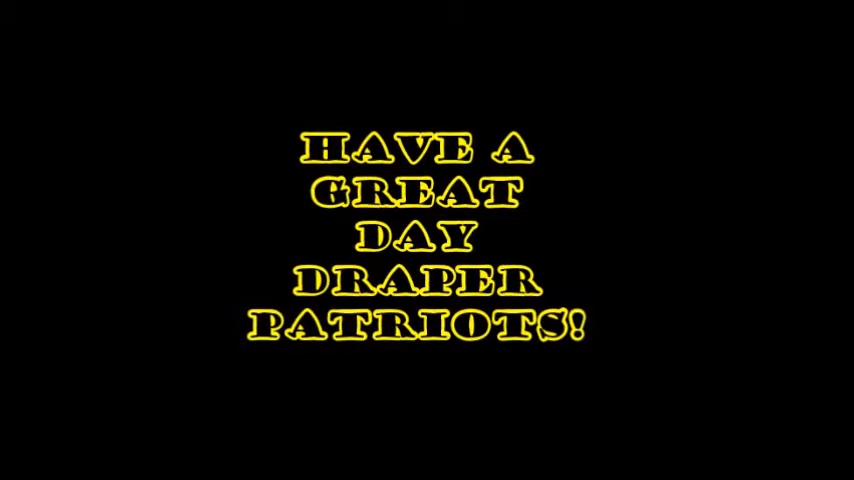 HAVE A
GREAT
DAY
DRAPER
PATRIOTS!